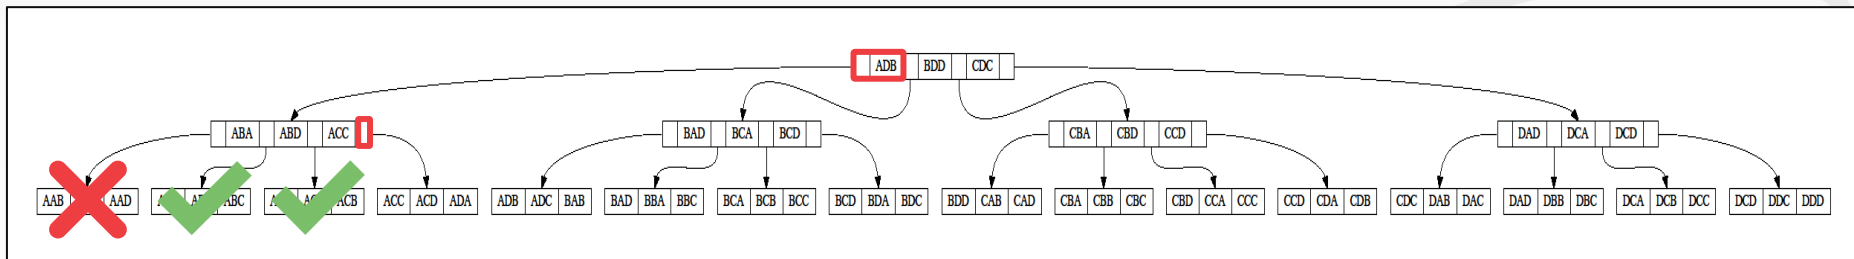 ADB BDD CDC
ABA ABD ACC BAD BCA BCD CBA CBD CCD DAD DCA DCD
AAB AAD ABC ACB ACC ACD ADA ADB ADC BAB BAD BBA BBC BCA BCB BCC BCD BDA BDC BDD CAB CAD CBA CBB CBC CBD CCA CCC CCD CDA CDB CDC DAB DAC DAD DBB DBC DCA DCB DCC DCD DDC DDD